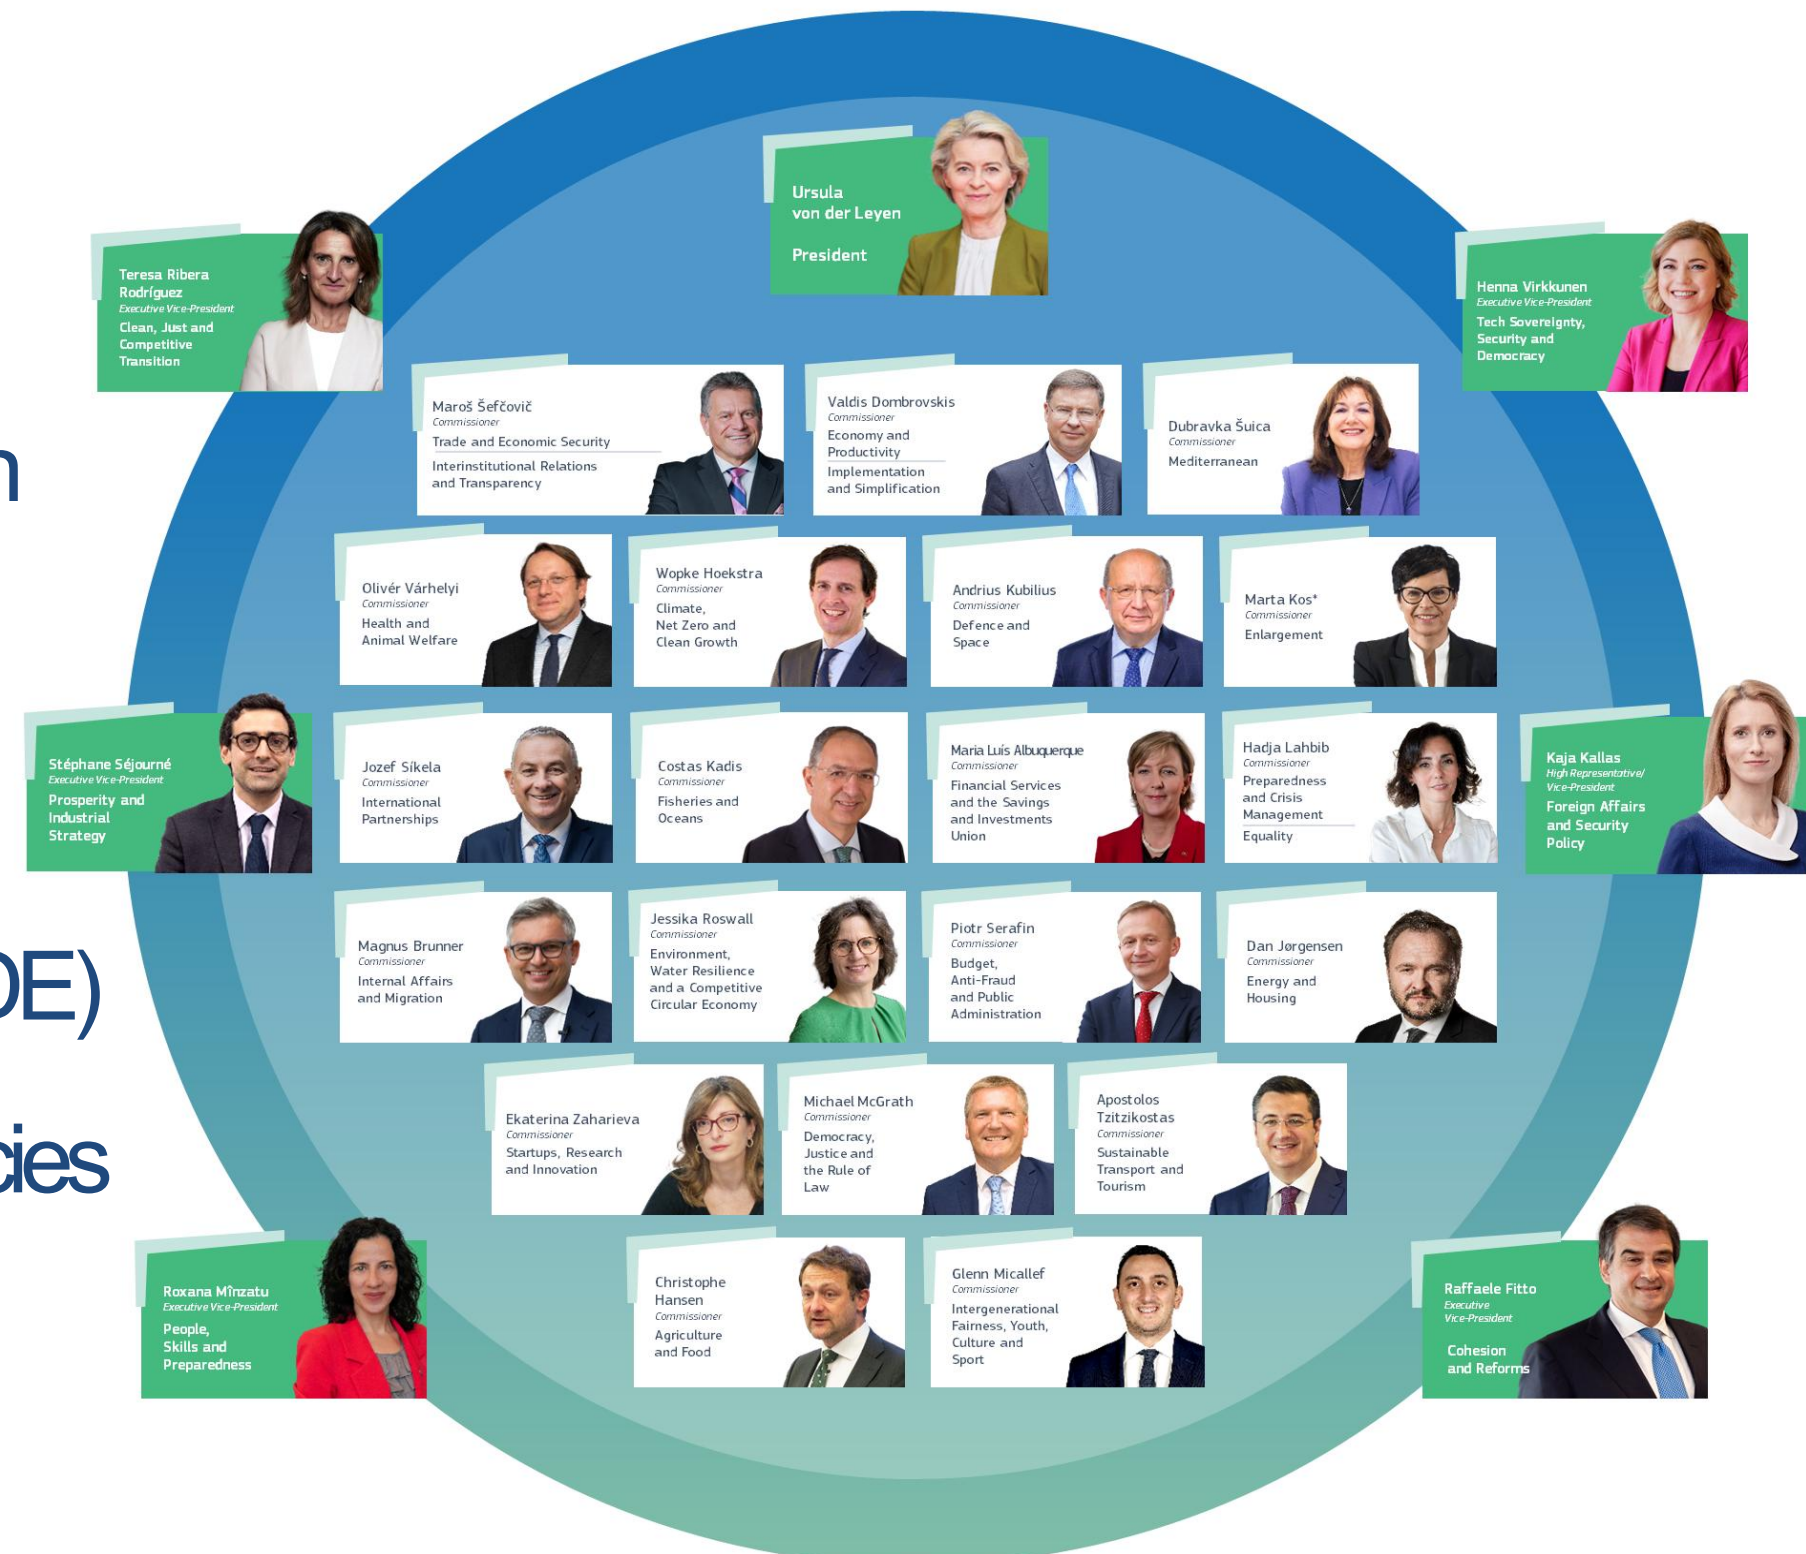 Ursula
von der Leyen
President
Teresa Ribera
Rodríguez
Executive Vice-President
Clean, Just and
Competitive
Transition
Henna Virkkunen
Executive Vice-President
Tech Sovereignty,
Security and
Democracy
Maroš Šefčovič
Commissioner
Trade and Economic Security
Interinstitutional Relations
and Transparency
Valdis Dombrovskis
Commissioner
Economy and
Productivity
Implementation
and Simplification
Dubravka Šuica
Commissioner
Mediterranean
n
Olivér Várhelyi
Commissioner
Health and
Animal Welfare
Wopke Hoekstra
Commissioner
Climate,
Net Zero and
Clean Growth
Andrius Kubilius
Commissioner
Defence and
Space
Marta Kos*
Commissioner
Enlargement
Stéphane Séjourné
Executive Vice-President
Prosperity and
Industrial
Strategy
Jozef Síkela
Commissioner
International
Partnerships
Costas Kadis
Commissioner
Fisheries and
Oceans
Maria Luís Albuquerque
Commissioner
Financial Services
and the Savings
and Investments
Union
Hadja Lahbib
Commissioner
Preparedness
and Crisis
Management
Equality
Kaja Kallas
High Representative/
Vice-President
Foreign Affairs
and Security
Policy
DE)
Magnus Brunner
Commissioner
Internal Affairs
and Migration
Jessika Roswall
Commissioner
Environment,
Water Resilience
and a Competitive
Circular Economy
Piotr Serafin
Commissioner
Budget,
Anti-Fraud
and Public
Administration
Dan Jørgensen
Commissioner
Energy and
Housing
cies
Ekaterina Zaharieva
Commissioner
Startups, Research
and Innovation
Michael McGrath
Commissioner
Democracy,
Justice and
the Rule of
Law
Apostolos
Tzitzikostas
Commissioner
Sustainable
Transport and
Tourism
Roxana Mînzatu
Executive Vice-President
People,
Skills and
Preparedness
Christophe
Hansen
Commissioner
Agriculture
and Food
Glenn Micallef
Commissioner
Intergenerational
Fairness, Youth,
Culture and
Sport
Raffaele Fitto
Executive
Vice-President
Cohesion
and Reforms